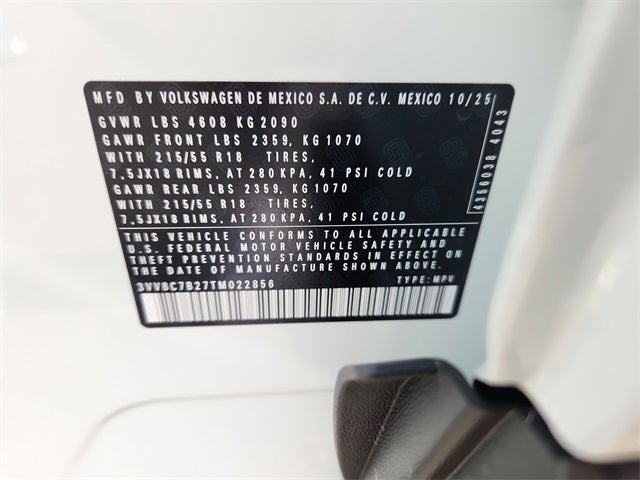 MFD BY VOLKSWAGEN DE MEXICO S.A. DE C.V. MEXICO 10/25
GVWR LBS 4608 KG 2090
GAWR FRONT LBS 2359, KG 1070
WITH 215/55 R18 TIRES,
7,5JX18 RIMS, AT 280 KPA, 41 PSI COLD
GAWR REAR LBS 2359, KG 1070
WITH 215/55 R18 TIRES,
7,5JX18 RIMS, AT 280 KPA, 41 PSI COLD
THIS VEHICLE CONFORMS TO ALL APPLICABLE
U.S. FEDERAL MOTOR VEHICLE SAFETY AND
THEFT PREVENTION STANDARDS IN EFFECT ON
THE DATE OF MANUFACTURE SHOWN ABOVE.
3VV8C7B27TM022856 TYPE: MPV
4356038 4043